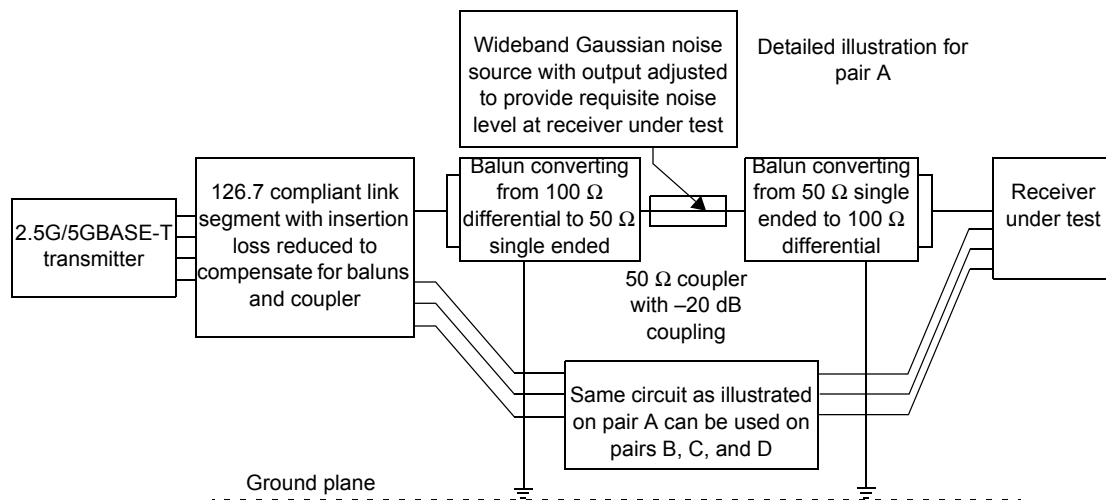 Wideband Gaussian noise
source with output adjusted
to provide requisite noise
level at receiver under test
Detailed illustration for
pair A
2.5G/5GBASE-T
transmitter
126.7 compliant link
segment with insertion
loss reduced to
compensate for baluns
and coupler
Balun converting
from 100 Ω
differential to 50 Ω
single ended
50 Ω coupler
with –20 dB
coupling
Balun converting
from 50 Ω single
ended to 100 Ω
differential
Receiver
under test
Same circuit as illustrated
on pair A can be used on
pairs B, C, and D
Ground plane